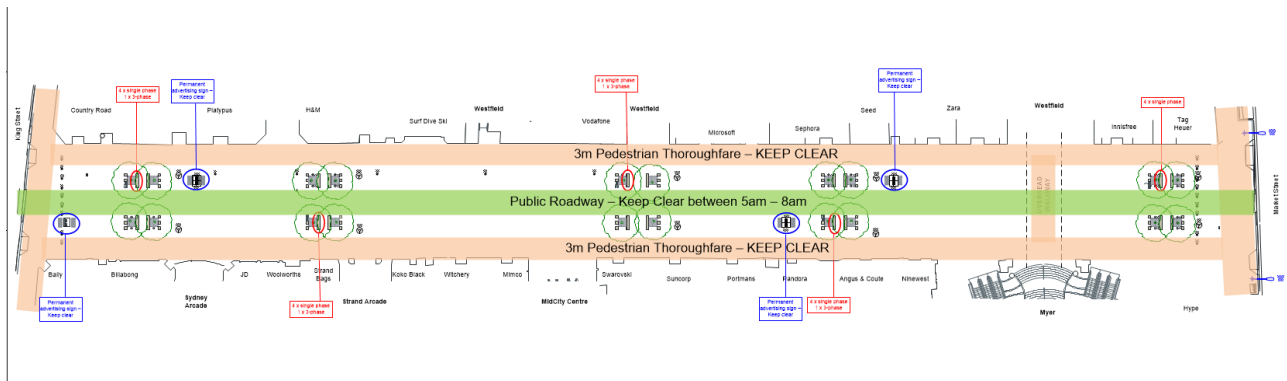 4 x single phase
1 x 3-phase
Permanent
advertising sign –
Keep clear
4 x single phase
1 x 3-phase
Permanent
advertising sign –
Keep clear
4 x single phase
King Street
Country Road
Platypus
H&M
Surf Dive Ski
Westfield
Vodafone
Westfield
Microsoft
Sephora
Seed
Zara
Westfield
Innisfree
Tag
Heuer
3m Pedestrian Thoroughfare – KEEP CLEAR
OVERHEAD
WALKWAY
Public Roadway – Keep Clear between 5am – 8am
Market Street
3m Pedestrian Thoroughfare – KEEP CLEAR
Bally
Billabong
Sydney
Arcade
JD
Woolworths
Strand
Bags
Strand Arcade
Koko Black
Witchery
Mimco
MidCity Centre
Swarovski
Suncorp
Portmans
Pandora
Angus & Coute
Ninewest
Myer
Hype
Permanent
advertising sign –
Keep clear
4 x single phase
1 x 3-phase
Permanent
advertising sign –
Keep clear
4 x single phase
1 x 3-phase